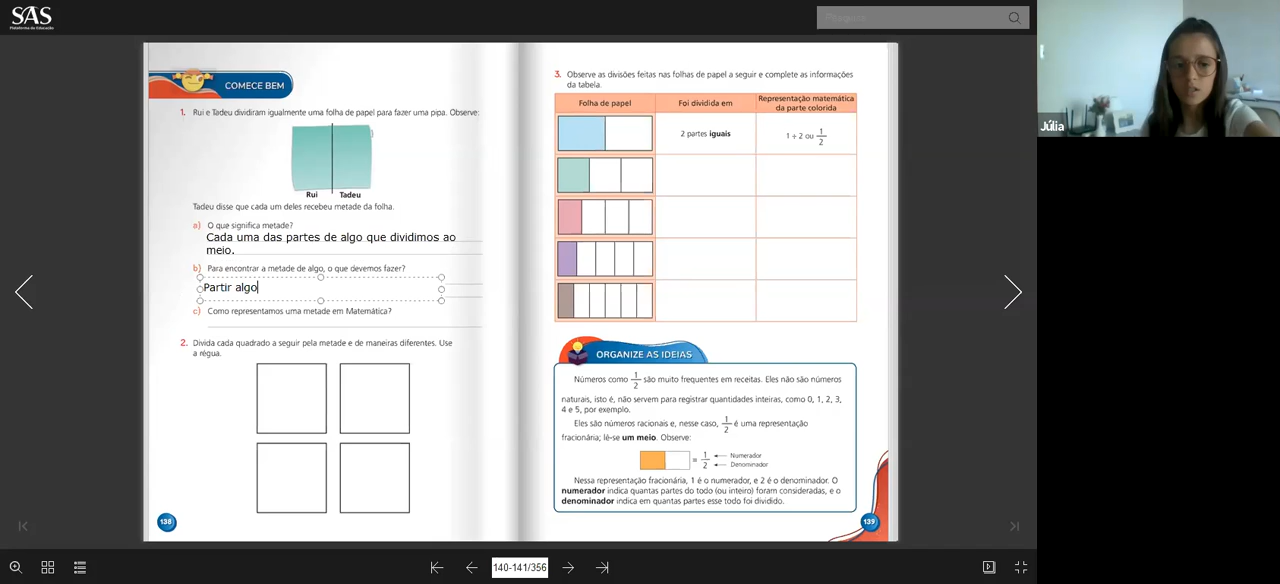 SAS
Plataforma de Educação
Pesquisar
Júlia
COMECE BEM
1. Rui e Tadeu dividiram igualmente uma folha de papel para fazer uma pipa. Observe:
Rui Tadeu
Tadeu disse que cada um deles recebeu metade da folha.
a) O que significa metade?
Cada uma das partes de algo que dividimos ao
meio.
b) Para encontrar a metade de algo, o que devemos fazer?
Partir algo
c) Como representamos uma metade em Matemática?
2. Divida cada quadrado a seguir pela metade e de maneiras diferentes. Use
a régua.
138
3. Observe as divisões feitas nas folhas de papel a seguir e complete as informações
da tabela.
Folha de papel Foi dividida em Representação matemática
da parte colorida
2 partes iguais 1 ÷ 2 ou 1/2
ORGANIZE AS IDEIAS
Números como 1/2 são muito frequentes em receitas. Eles não são números
naturais, isto é, não servem para registrar quantidades inteiras, como 0, 1, 2, 3,
4 e 5, por exemplo.
Eles são números racionais e, nesse caso, 1/2 é uma representação
fracionária; lê-se um meio. Observe:
= 1/2 Numerador
Denominador
Nessa representação fracionária, 1 é o numerador, e 2 é o denominador. O
numerador indica quantas partes do todo (ou inteiro) foram consideradas, e o
denominador indica em quantas partes esse todo foi dividido.
139
140-141/356